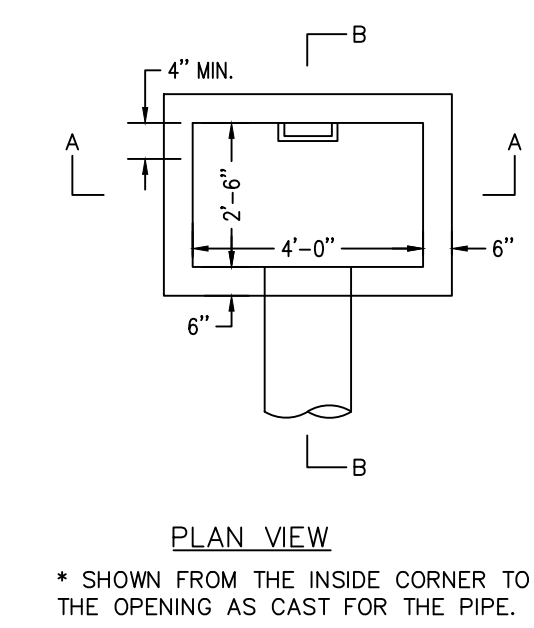 B
4" MIN.
A
A
2'-6"
4'-0"
6"
6"
B
PLAN VIEW
* SHOWN FROM THE INSIDE CORNER TO
THE OPENING AS CAST FOR THE PIPE.